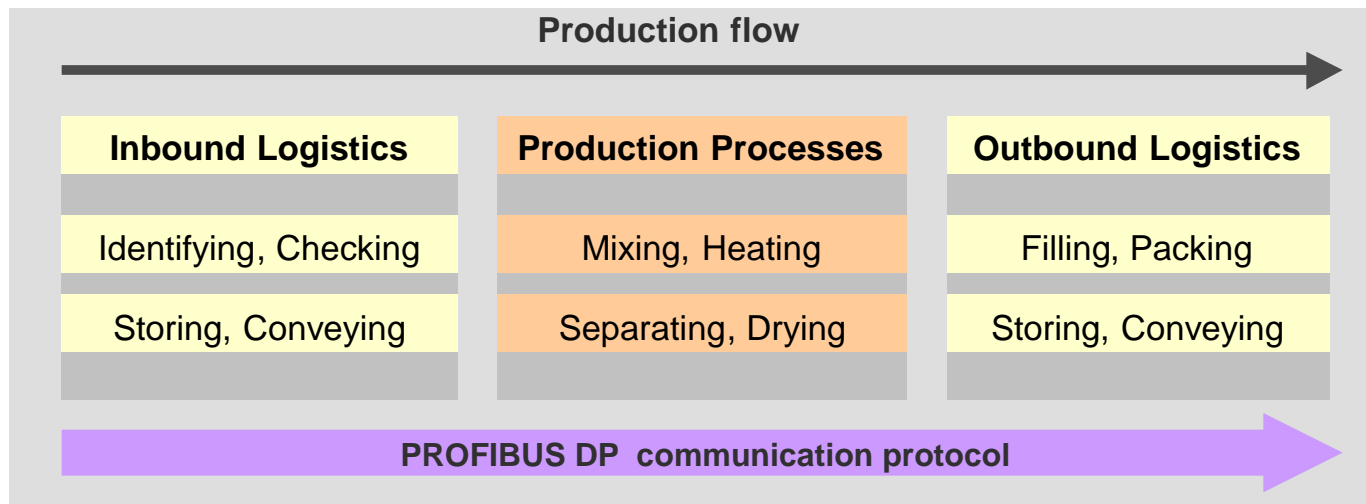 Production flow
Inbound Logistics
Production Processes
Outbound Logistics
Identifying, Checking
Mixing, Heating
Filling, Packing
Storing, Conveying
Separating, Drying
Storing, Conveying
PROFIBUS DP communication protocol